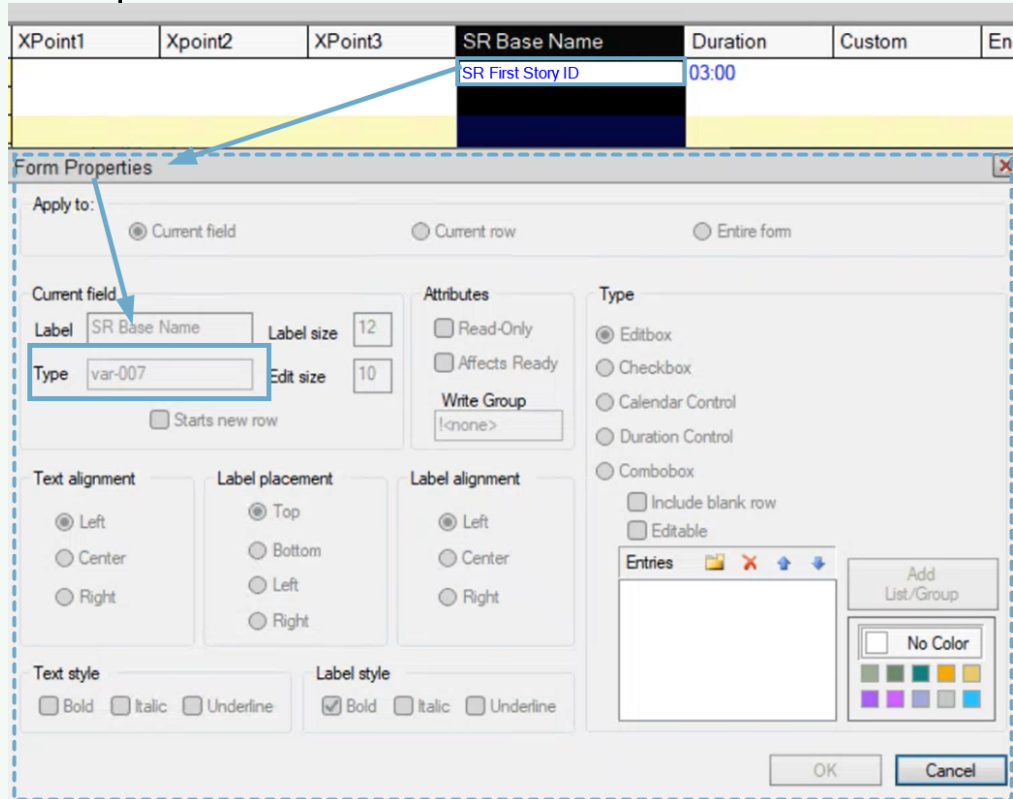 XPoint1 Xpoint2 XPoint3 SR Base Name Duration Custom En
SR First Story ID 03:00
Form Properties
Apply to:
Current field Current row Entire form
Current field Attributes Type
Label SR Base Name Label size 12 Read-Only Editbox
Type var-007 Edit size 10 Affects Ready Checkbox
Write Group Calendar Control
Starts new row !<none> Duration Control
Text alignment Label placement Label alignment Combobox
Left Top Left Include blank row
Center Bottom Center Editable
Right Left Right Entries Add List/Group
Right No Color
Text style Label style
Bold Italic Underline Bold Italic Underline
OK Cancel